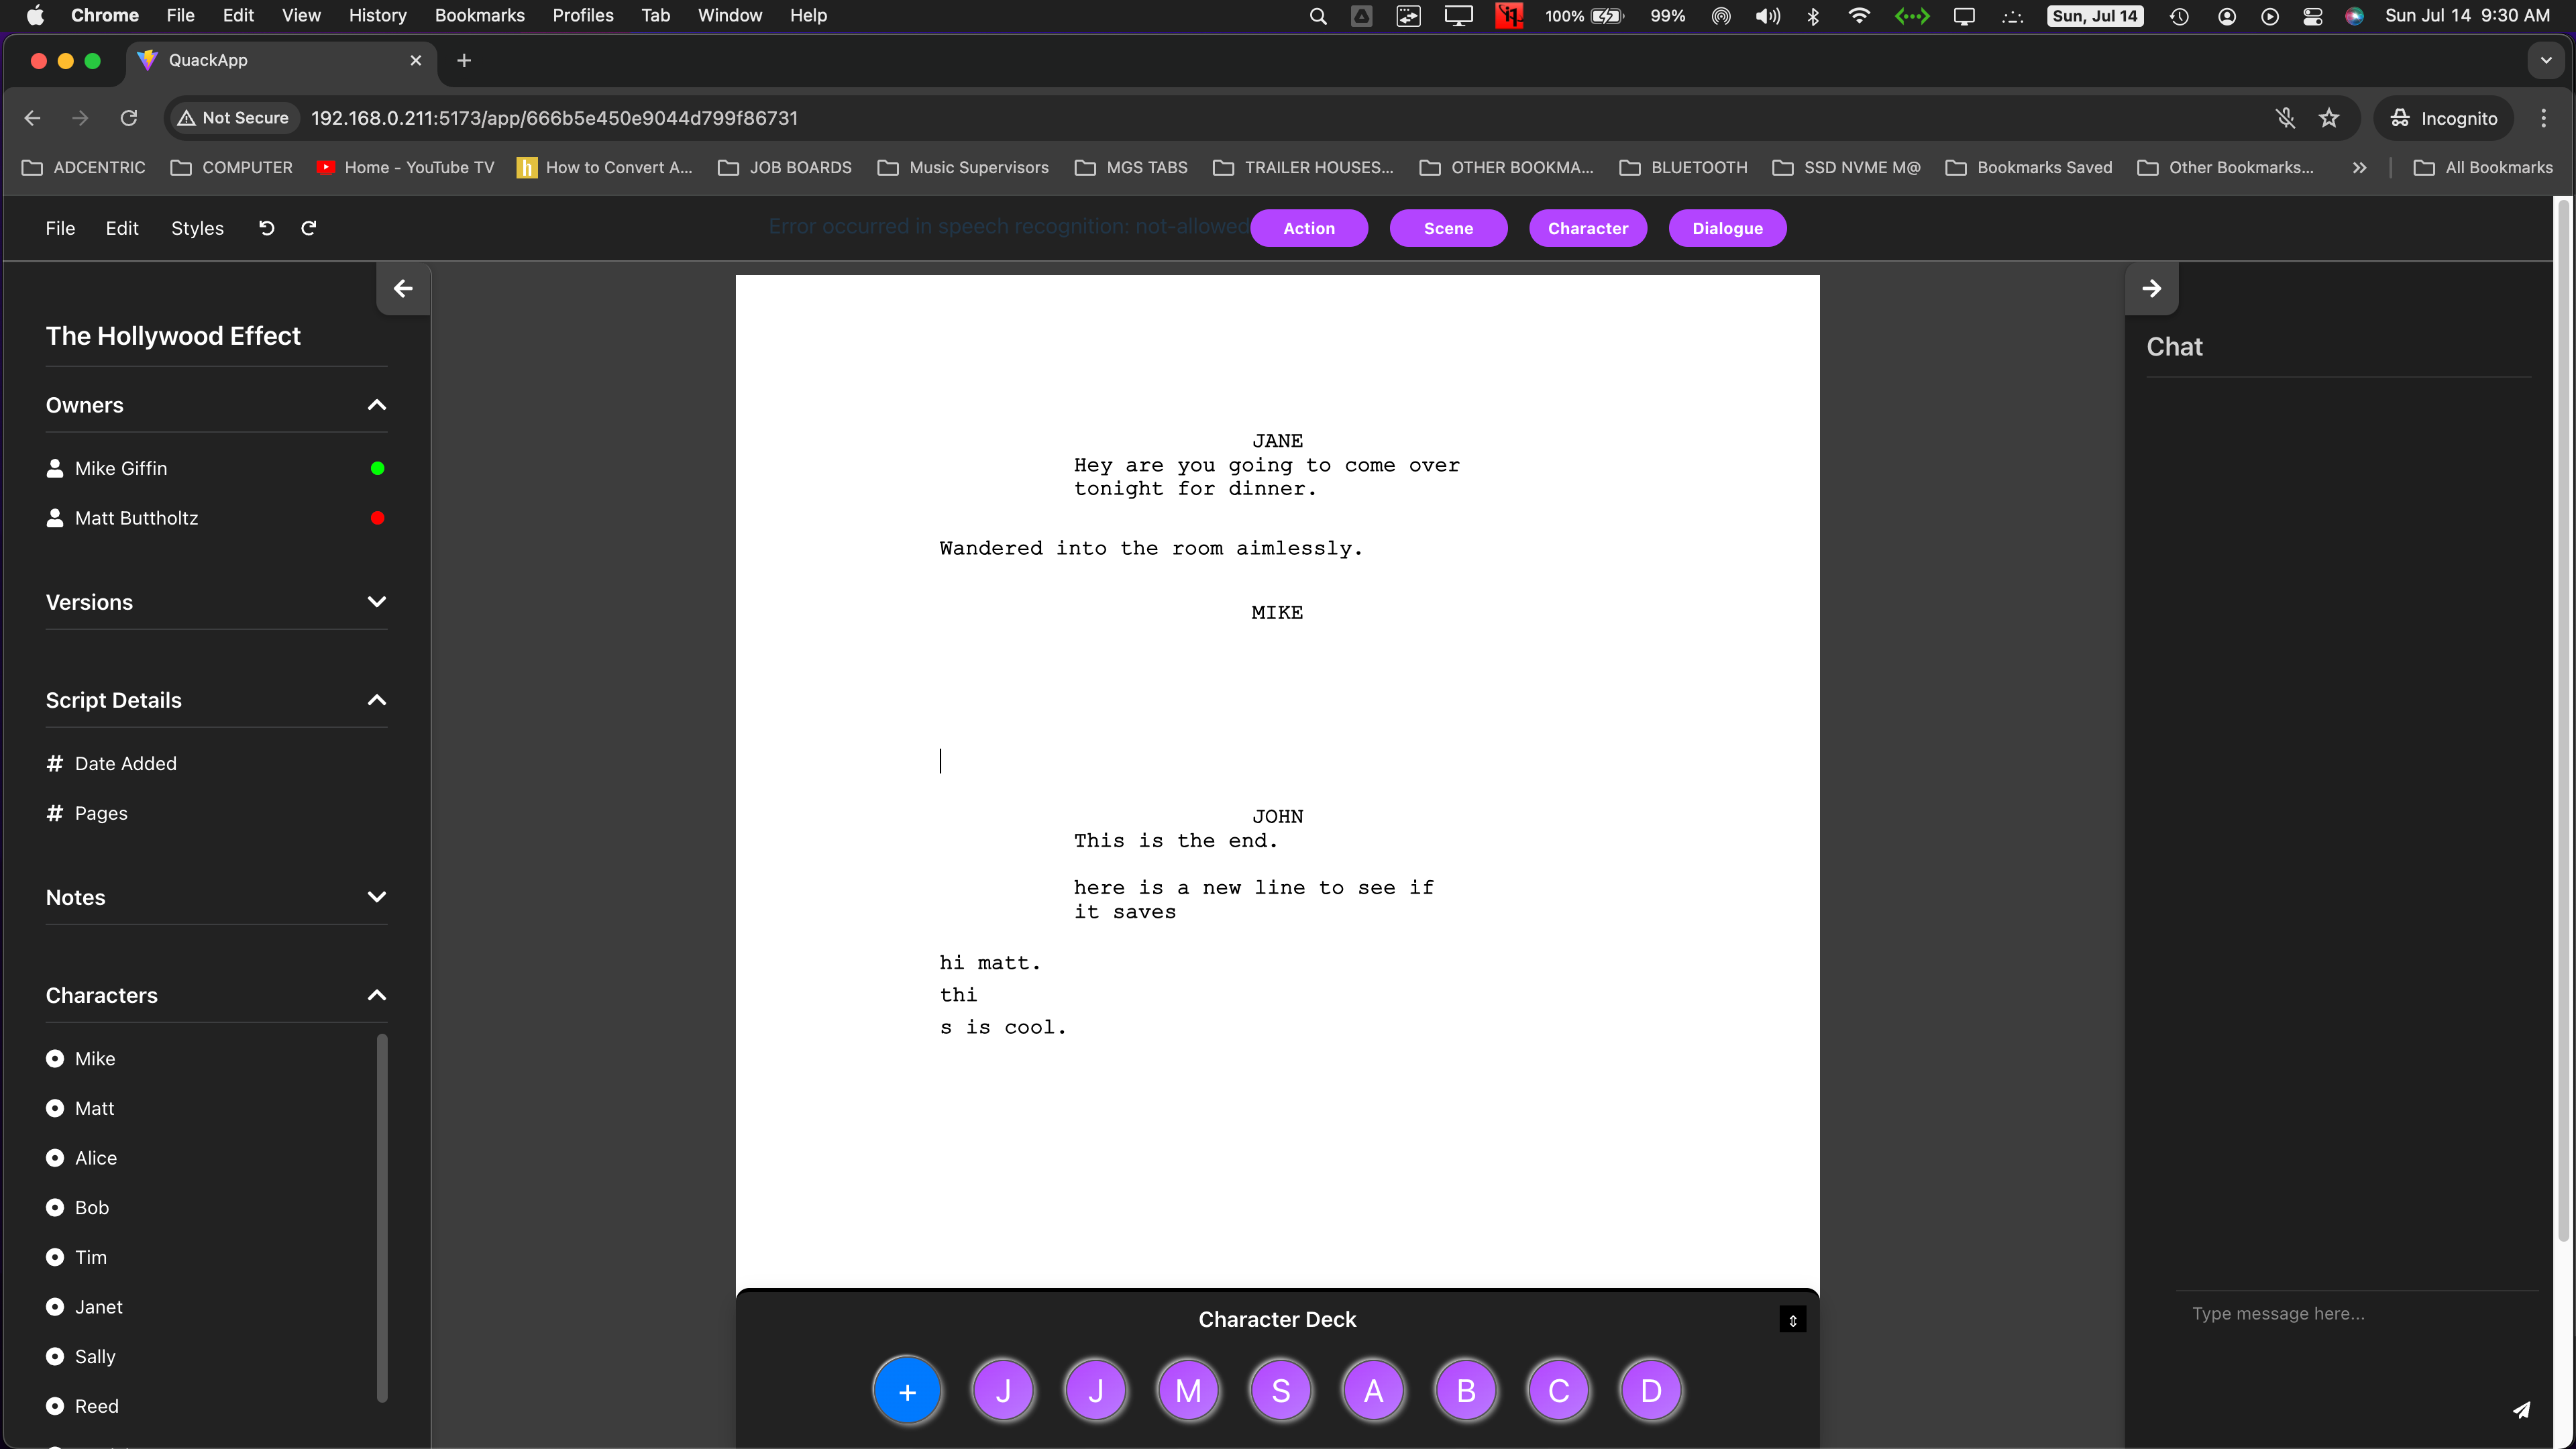 Chrome File Edit View History Bookmarks Profiles Tab Window Help 100% 99% Sun, Jul 14 Sun Jul 14 9:30 AM
QuackApp
Not Secure 192.168.0.211:5173/app/666b5e450e9044d799f86731 Incognito
ADCENTRIC COMPUTER Home - YouTube TV h How to Convert A... JOB BOARDS Music Supervisors MGS TABS TRAILER HOUSES... OTHER BOOKMA... BLUETOOTH SSD NVME M@ Bookmarks Saved Other Bookmarks... All Bookmarks
File Edit Styles Error occurred in speech recognition: not-allowed Action Scene Character Dialogue
The Hollywood Effect
Owners
Mike Giffin
Matt Buttholtz
Versions
Script Details
# Date Added
# Pages
Notes
Characters
Mike
Matt
Alice
Bob
Tim
Janet
Sally
Reed
JANE
Hey are you going to come over
tonight for dinner.
Wandered into the room aimlessly.
MIKE
JOHN
This is the end.
here is a new line to see if
it saves
hi matt.
thi
s is cool.
Character Deck
+ J J M S A B C D
Chat
Type message here...